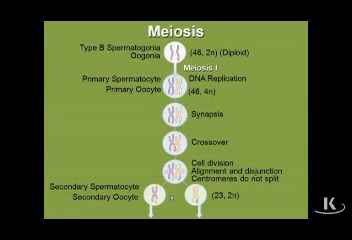 Meiosis
Type B Spermatogonia
Oogonia
(46, 2n) (Diploid)
Meiosis I
Primary Spermatocyte
Primary Oocyte
DNA Replication
(46, 4n)
Synapsis
Crossover
Cell division
Alignation and disjunction
Centromeres do not split
Secondary Spermatocyte
Secondary Oocyte
(23, 2n)
K